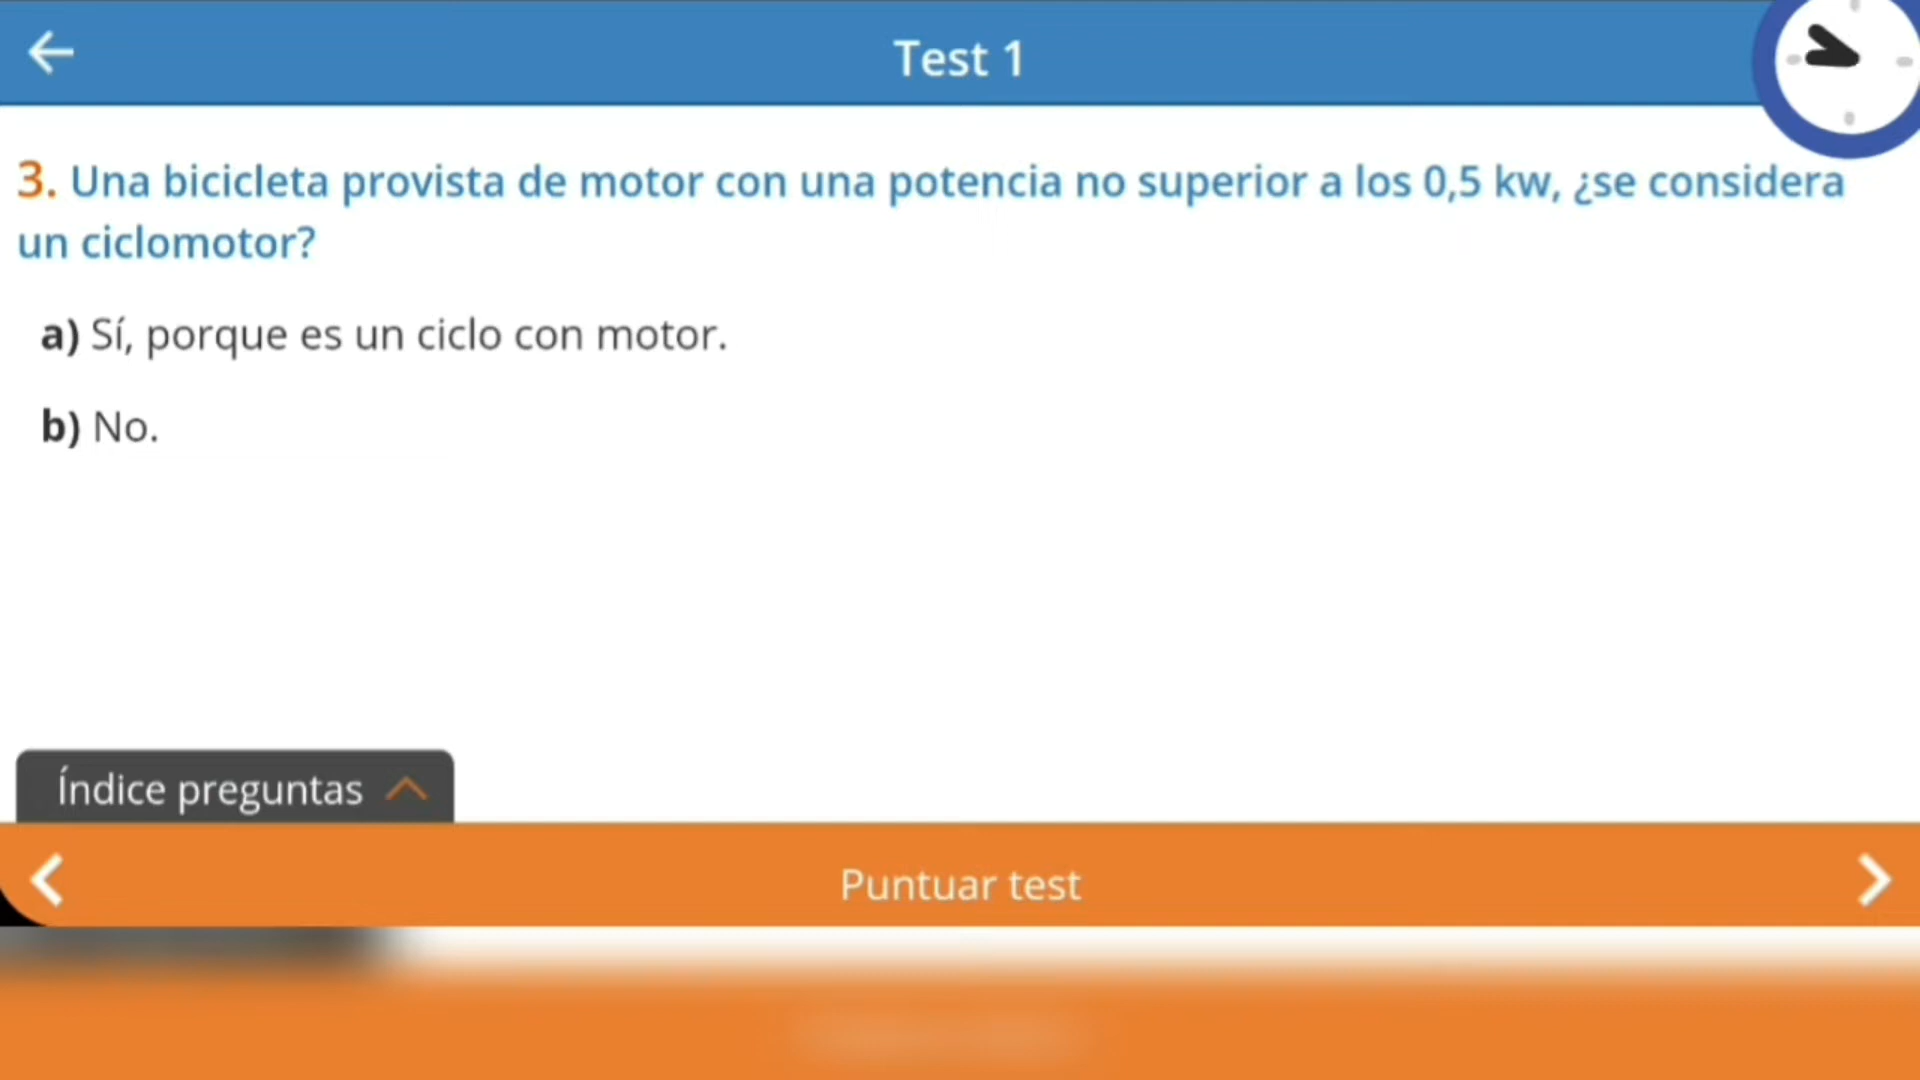 Test 1
3. Una bicicleta provista de motor con una potencia no superior a los 0,5 kw, ¿se considera
un ciclomotor?
a) Sí, porque es un ciclo con motor.
b) No.
Índice preguntas
Puntuar test